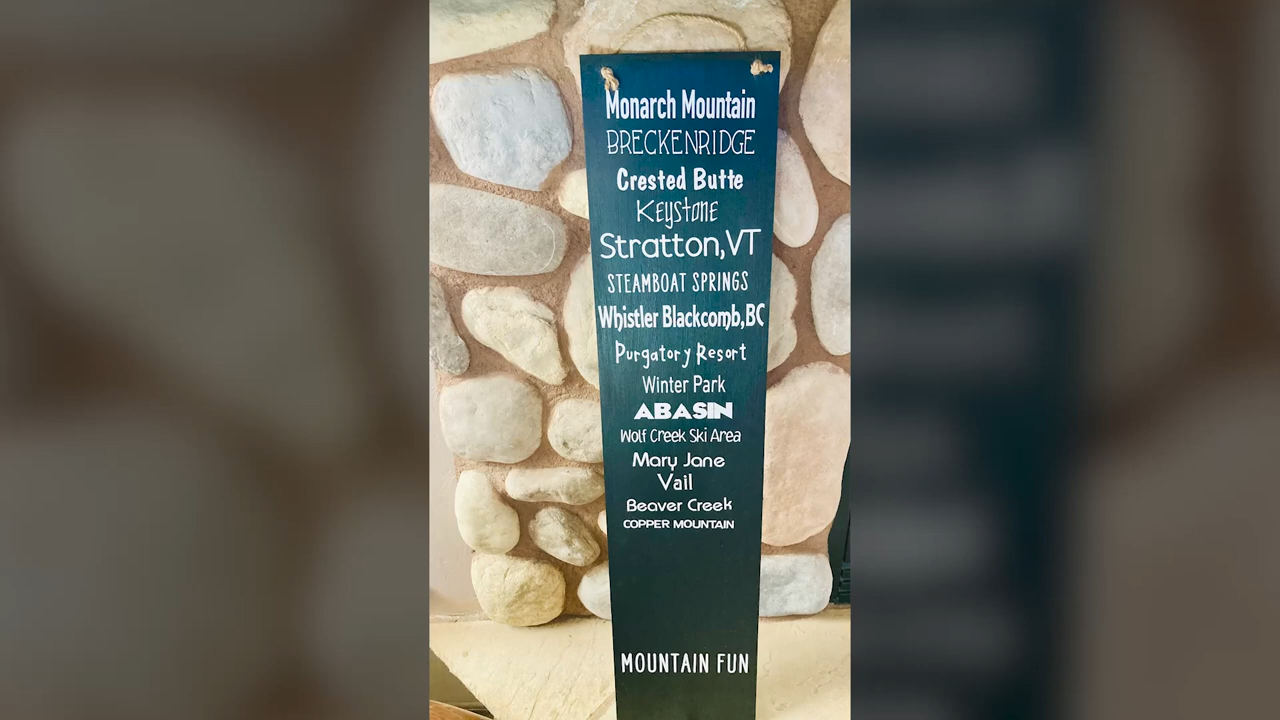 Monarch Mountain
BRECKENRIDGE
Crested Butte
Keystone
Stratton,VT
STEAMBOAT SPRINGS
Whistler Blackcomb,BC
Purgatory Resort
Winter Park
ABASIN
Wolf Creek Ski Area
Mary Jane
Vail
Beaver Creek
COPPER MOUNTAIN
MOUNTAIN FUN